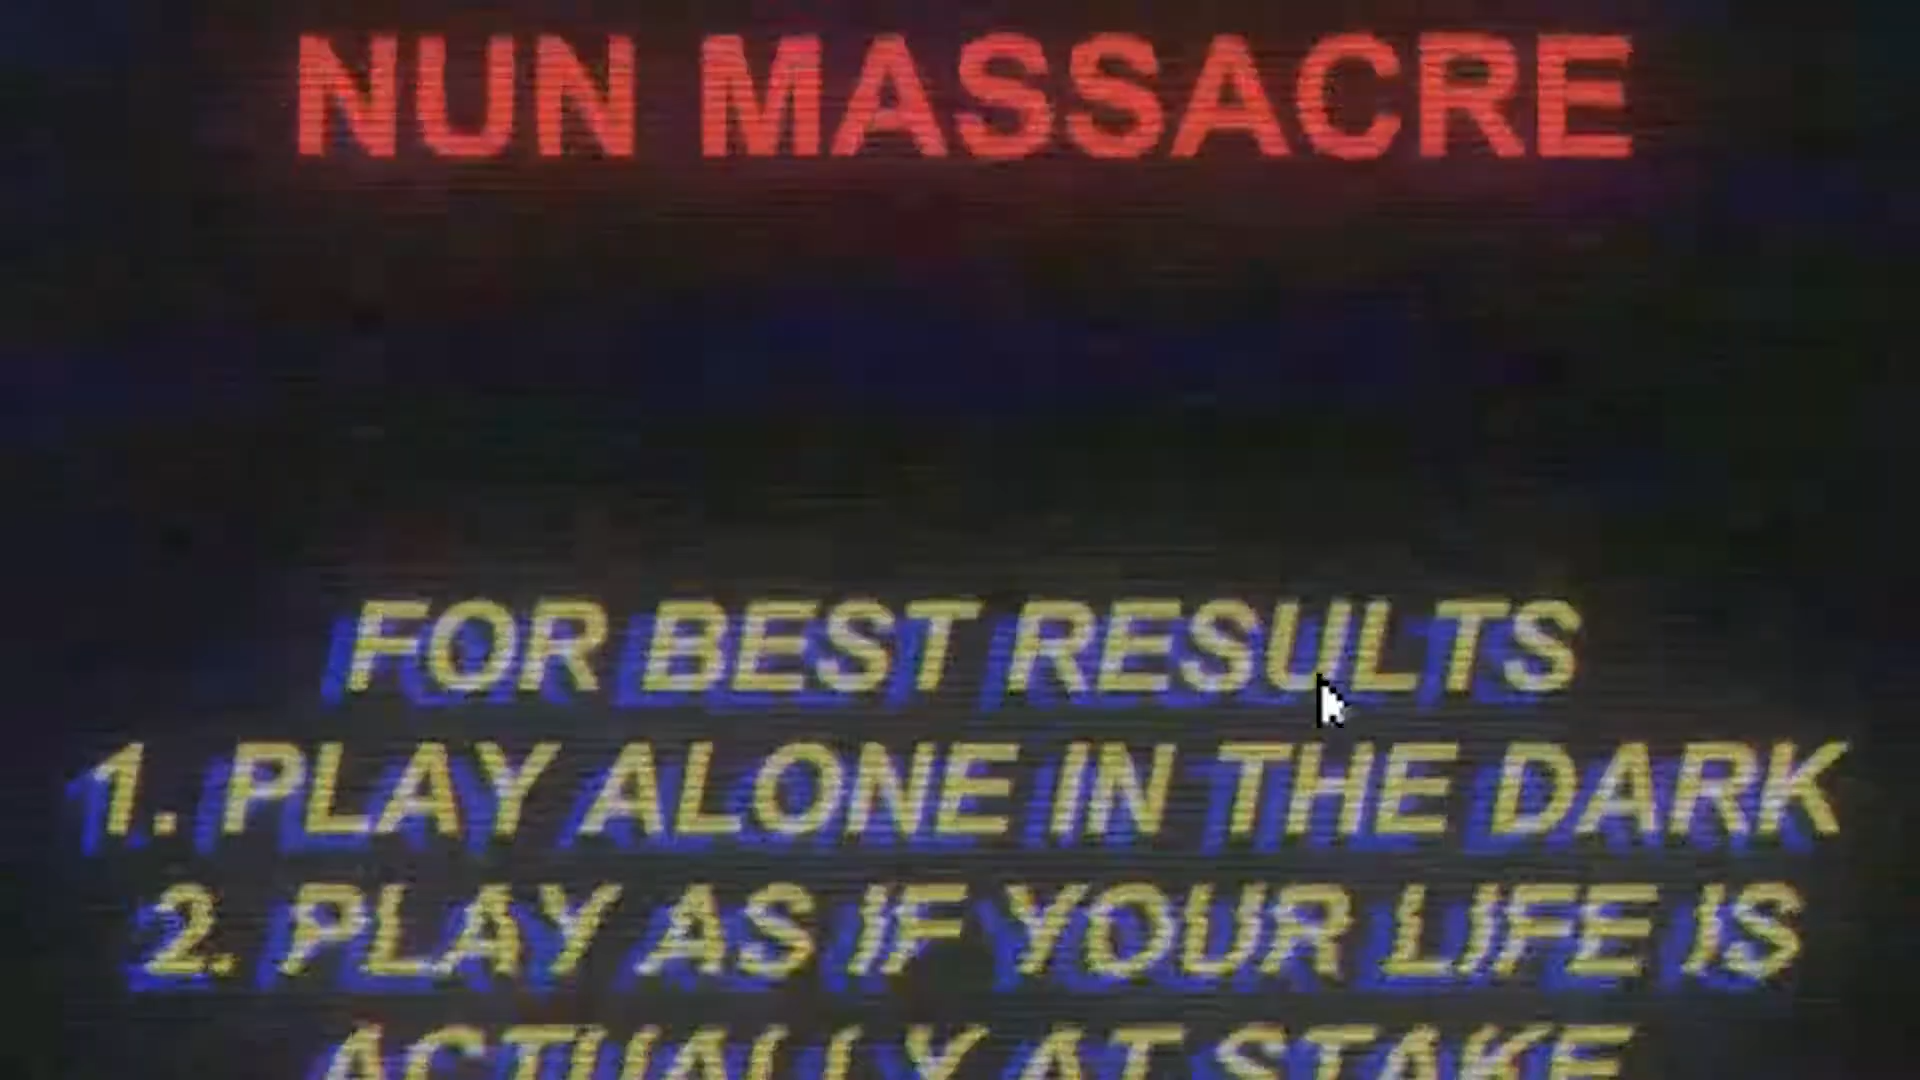 NUN MASSACRE
FOR BEST RESULTS
1. PLAY ALONE IN THE DARK
2. PLAY AS IF YOUR LIFE IS
ACTUALLY AT STAKE